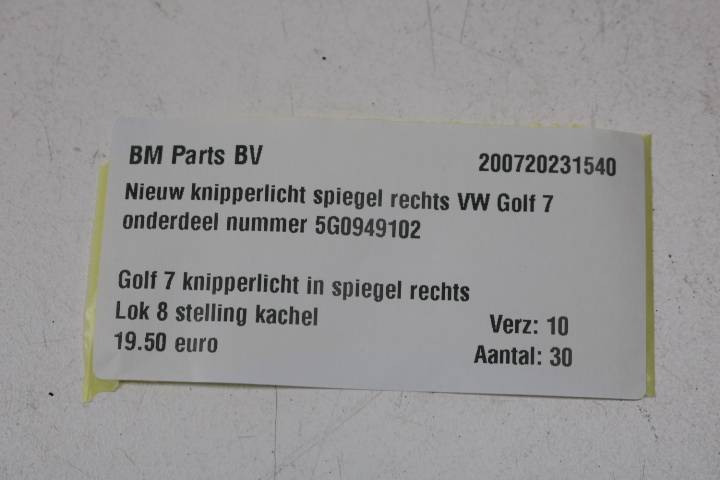 BM Parts BV 200720231540
Nieuw knipperlicht spiegel rechts VW Golf 7
onderdeel nummer 5G0949102
Golf 7 knipperlicht in spiegel rechts
Lok 8 stelling kachel Verz: 10
19.50 euro Aantal: 30